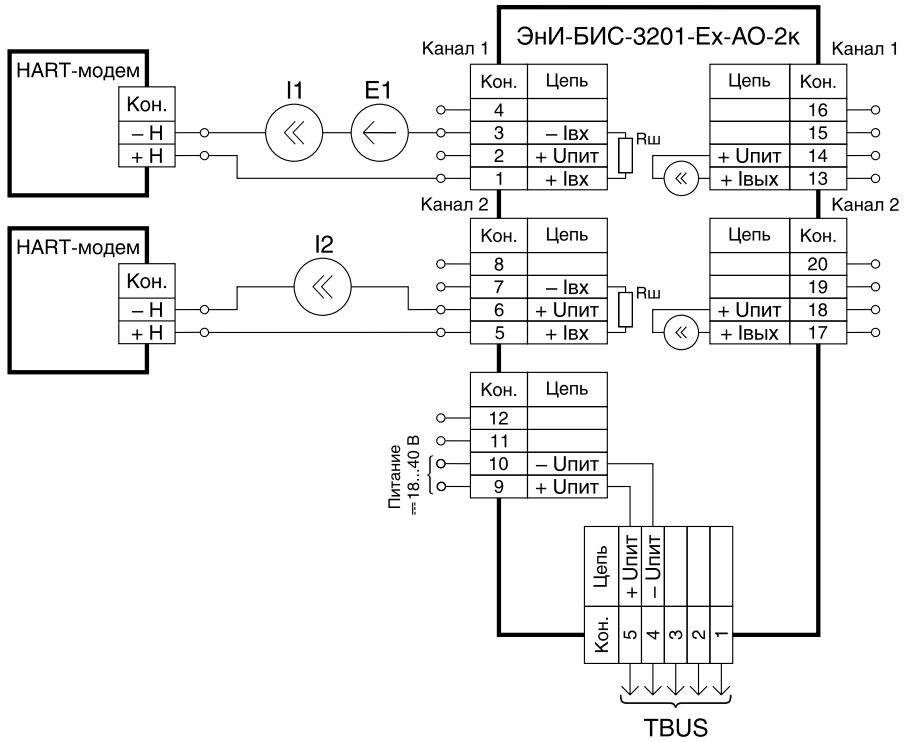 ЭнИ-БИС-3201-Ex-АО-2к
Канал 1
Канал 1
HART-модем
Кон.
– Н
+ Н
I1
E1
Кон. Цепь
4
3 – Iвх
2 + Uпит
1 + Iвх
Rш
Цепь Кон.
16
15
+ Uпит 14
+ Iвых 13
Канал 2
Канал 2
HART-модем
Кон.
– Н
+ Н
I2
Кон. Цепь
8
7 – Iвх
6 + Uпит
5 + Iвх
Rш
Цепь Кон.
20
19
+ Uпит 18
+ Iвых 17
Кон. Цепь
12
11
10 – Uпит
9 + Uпит
Питание
⎓18...40 В
Цепь + Uпит – Uпит
Кон. 5 4 3 2 1
TBUS